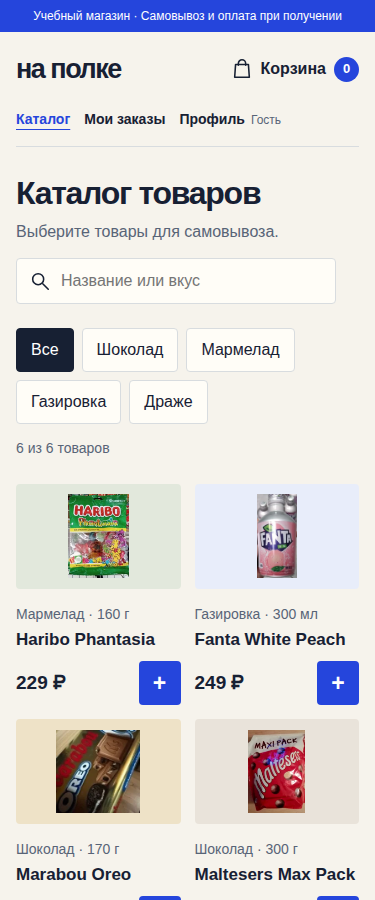 Учебный магазин · Самовывоз и оплата при получении
на полке
Корзина 0
Каталог Мои заказы Профиль Гость
Каталог товаров
Выберите товары для самовывоза.
Название или вкус
Все Шоколад Мармелад
Газировка Драже
6 из 6 товаров
HARIBO
Phantasia
FANTA
Мармелад · 160 г
Газировка · 300 мл
Haribo Phantasia
Fanta White Peach
229 ₽ +
249 ₽ +
OREO
MAXI PACK
Maltesers
Шоколад · 170 г
Шоколад · 300 г
Marabou Oreo
Maltesers Maxi Pack